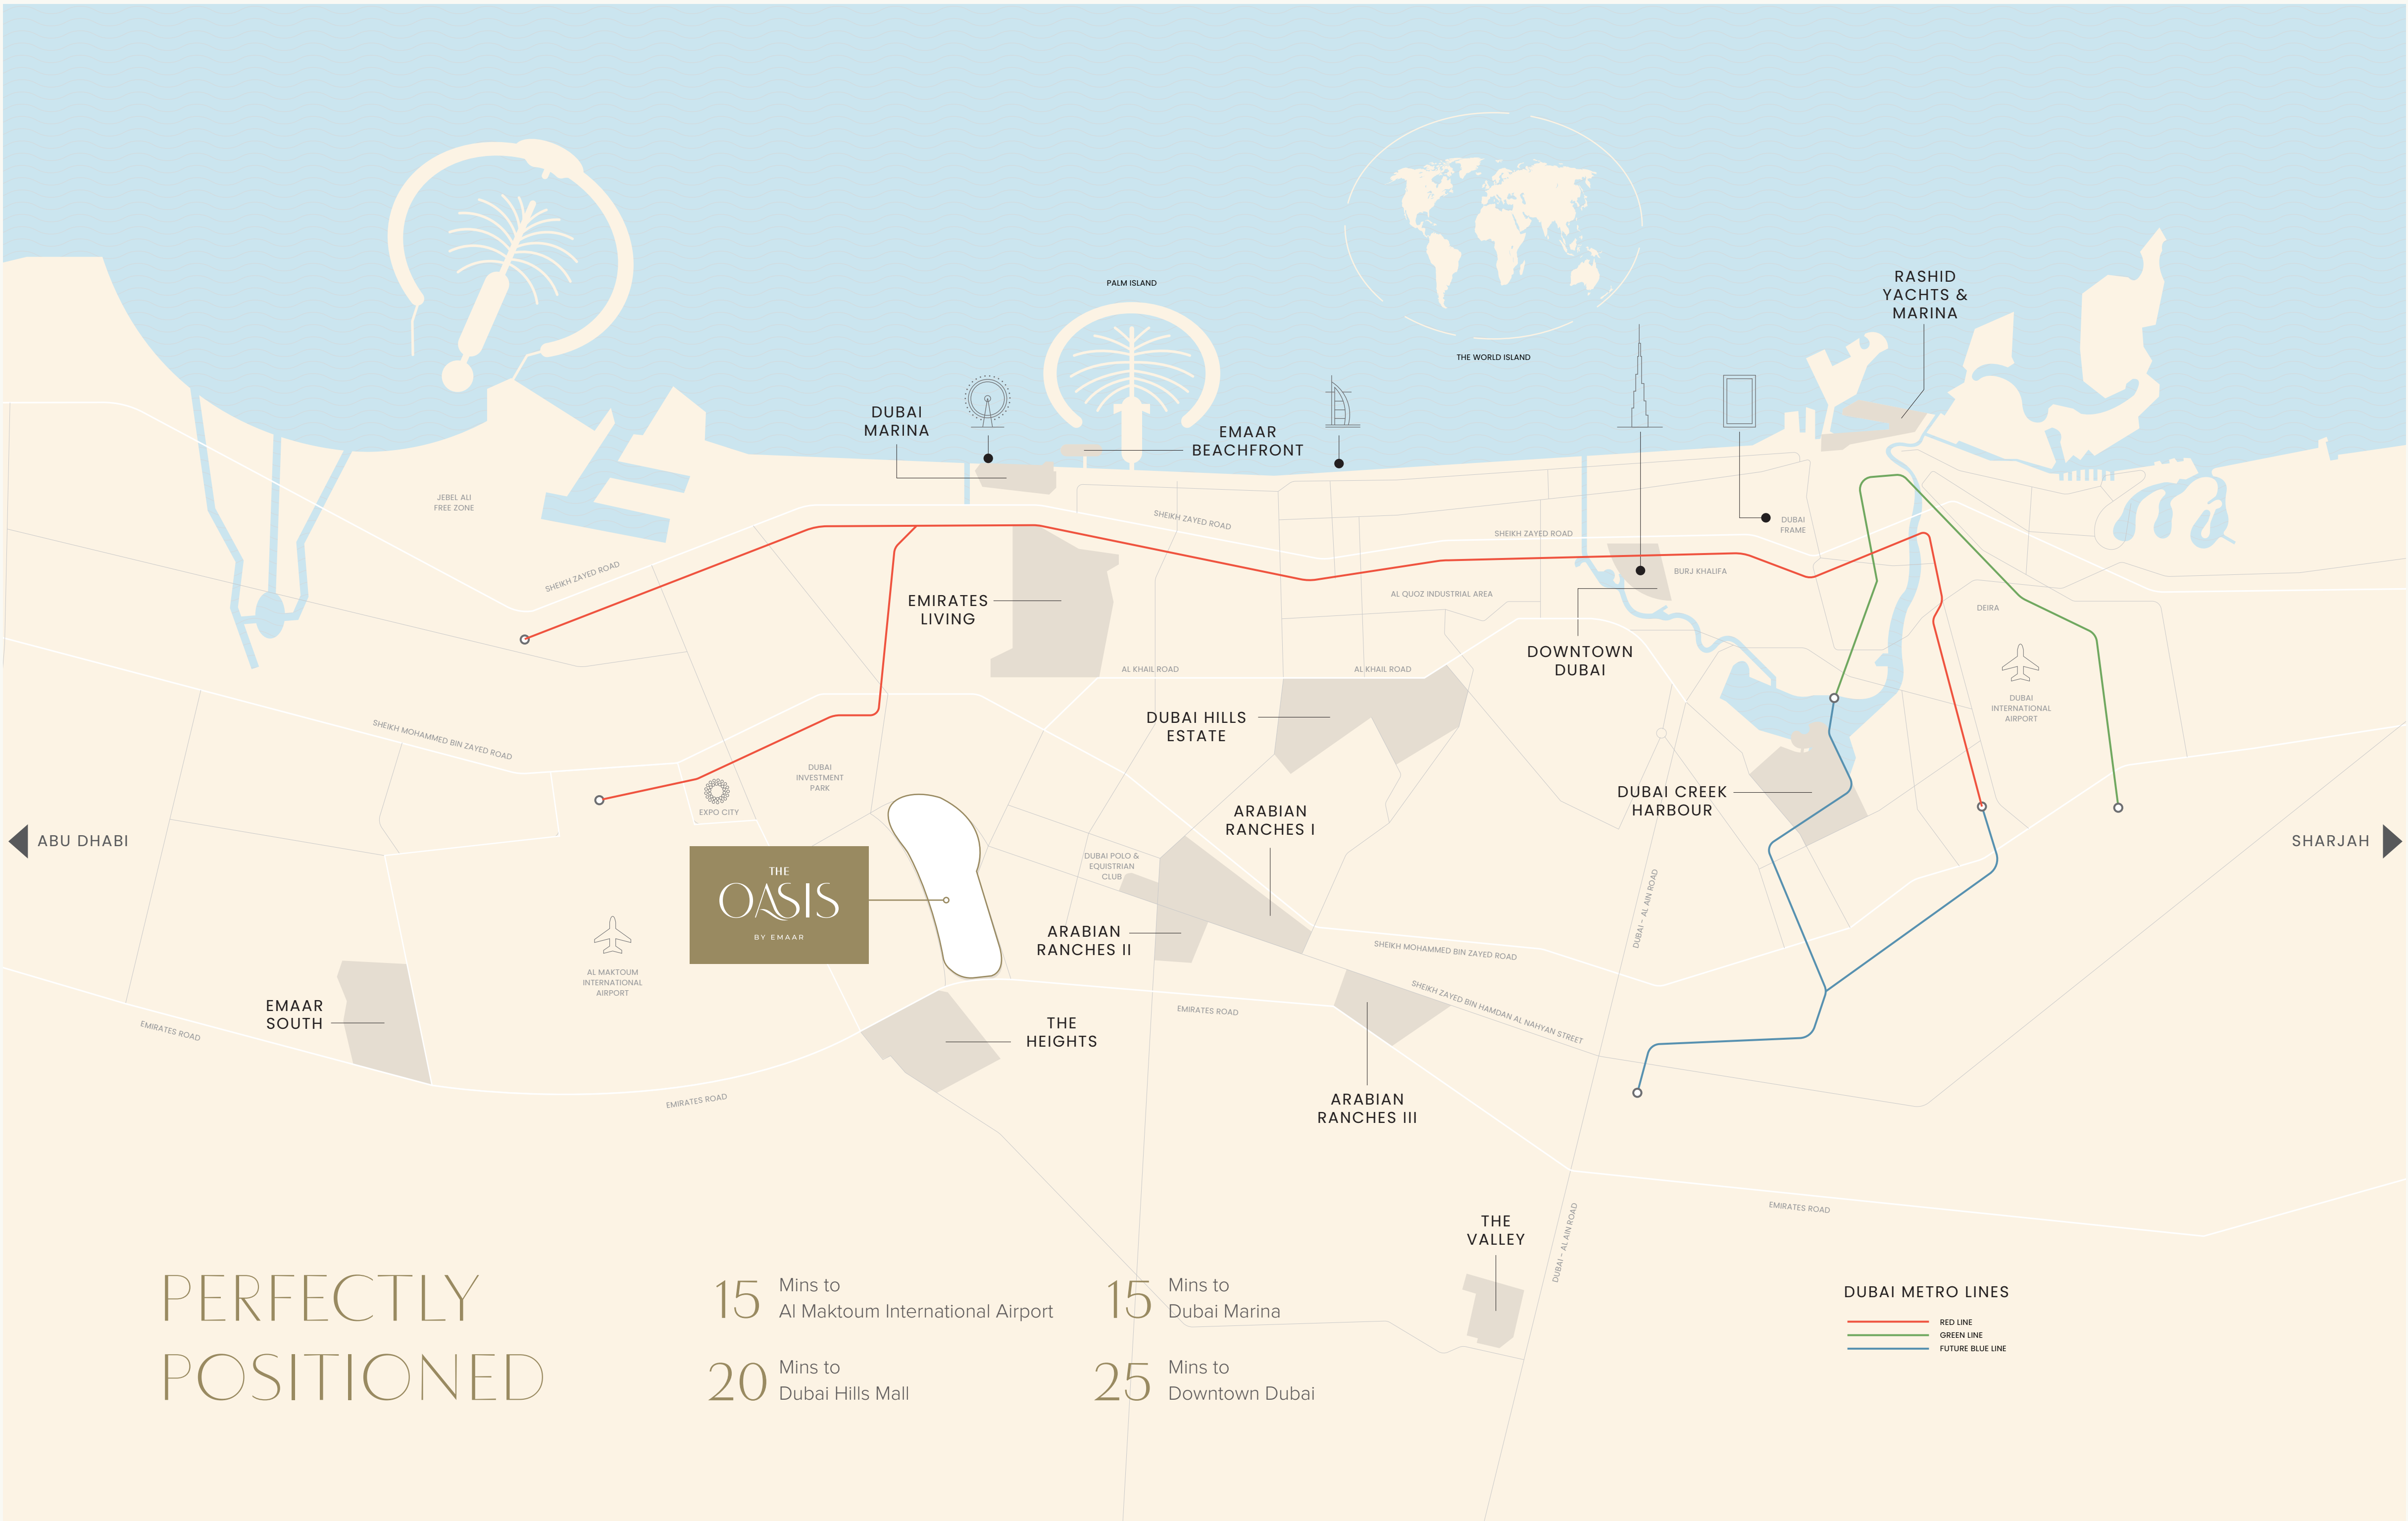 PALM ISLAND
THE WORLD ISLAND
RASHID
YACHTS &
MARINA
DUBAI
MARINA
EMAAR
BEACHFRONT
JEBEL ALI
FREE ZONE
SHEIKH ZAYED ROAD
SHEIKH ZAYED ROAD
SHEIKH ZAYED ROAD
DUBAI
FRAME
BURJ KHALIFA
EMIRATES
LIVING
AL QUOZ INDUSTRIAL AREA
DEIRA
DOWNTOWN
DUBAI
AL KHAIL ROAD
AL KHAIL ROAD
DUBAI
INTERNATIONAL
AIRPORT
DUBAI HILLS
ESTATE
SHEIKH MOHAMMED BIN ZAYED ROAD
DUBAI
INVESTMENT
PARK
EXPO CITY
DUBAI CREEK
HARBOUR
ARABIAN
RANCHES I
ABU DHABI
SHARJAH
DUBAI POLO &
EQUESTRIAN
CLUB
THE
OASIS
BY EMAAR
ARABIAN
RANCHES II
DUBAI - AL AIN ROAD
SHEIKH MOHAMMED BIN ZAYED ROAD
AL MAKTOUM
INTERNATIONAL
AIRPORT
SHEIKH ZAYED BIN HAMDAN AL NAHYAN STREET
EMAAR
SOUTH
EMIRATES ROAD
EMIRATES ROAD
THE
HEIGHTS
EMIRATES ROAD
ARABIAN
RANCHES III
EMIRATES ROAD
THE
VALLEY
DUBAI - AL AIN ROAD
PERFECTLY
POSITIONED
15 Mins to
Al Maktoum International Airport
15 Mins to
Dubai Marina
20 Mins to
Dubai Hills Mall
25 Mins to
Downtown Dubai
DUBAI METRO LINES
RED LINE
GREEN LINE
FUTURE BLUE LINE